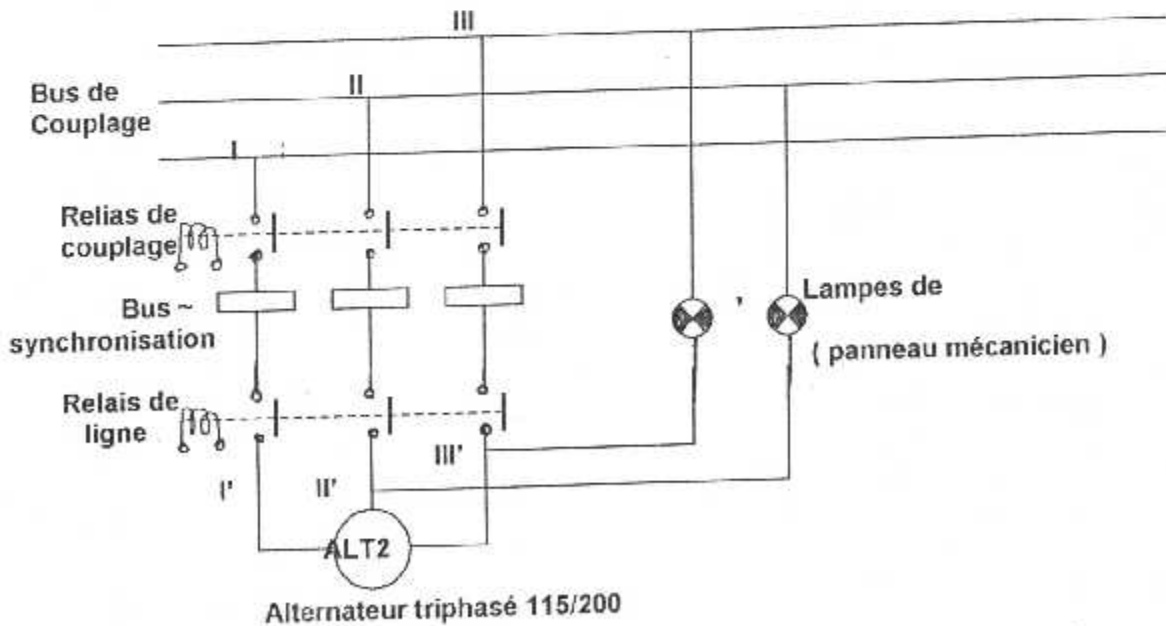 III
Bus de
Couplage
II
I
Relias de
couplage
Bus ~
synchronisation
Lampes de
( panneau mécanicien )
Relais de
ligne
III'
I'
II'
ALT2
Alternateur triphasé 115/200